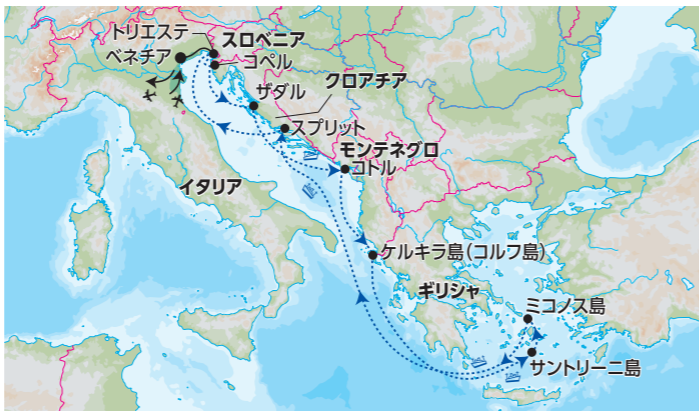 トリエステ
スロベニア
ベネチア
コペル
クロアチア
ザダル
スプリット
モンテネグロ
コトル
イタリア
ケルキラ島(コルフ島)
ギリシャ
ミコノス島
サントリーニ島